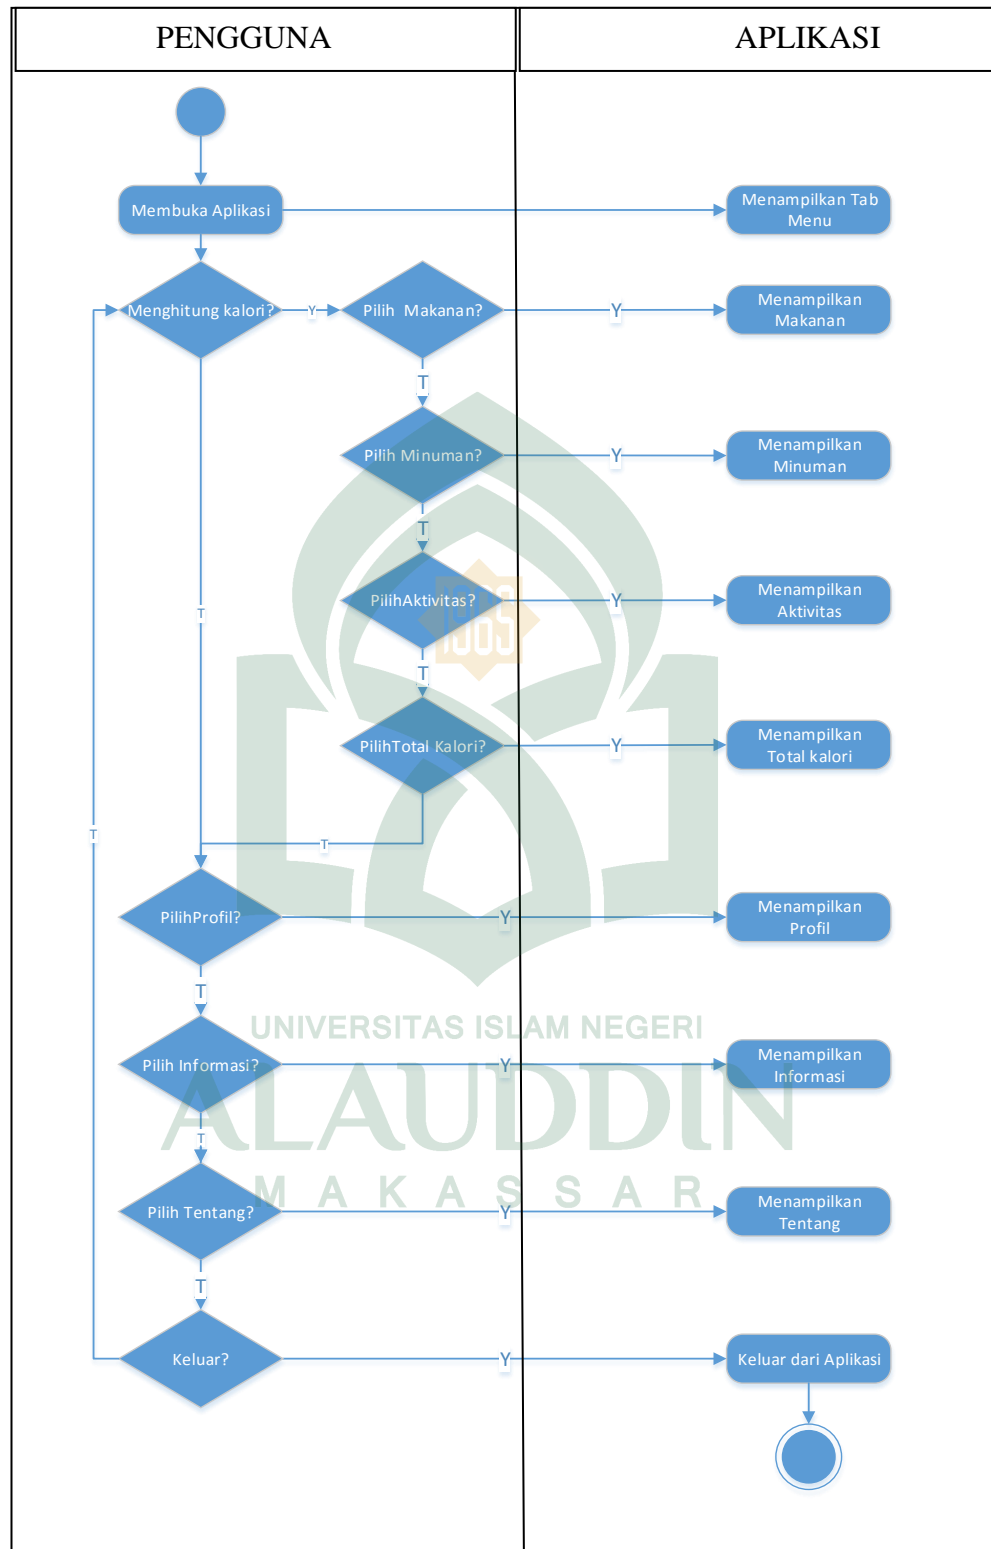 PENGGUNA
APLIKASI
Membuka Aplikasi
Menampilkan Tab
Menu
Menghitung kalori?
Y
Pilih Makanan?
Y
Menampilkan
Makanan
T
Pilih Minuman?
Y
Menampilkan
Minuman
T
PilihAktivitas?
Y
Menampilkan
Aktivitas
1965
T
T
PilihTotal Kalori?
Y
Menampilkan
Total kalori
T
T
PilihProfil?
Y
Menampilkan
Profil
T
UNIVERSITAS ISLAM NEGERI
Pilih Informasi?
Y
Menampilkan
Informasi
ALAUDDIN
T
MAKASSAR
Pilih Tentang?
Y
Menampilkan
Tentang
T
Keluar?
Y
Keluar dari Aplikasi